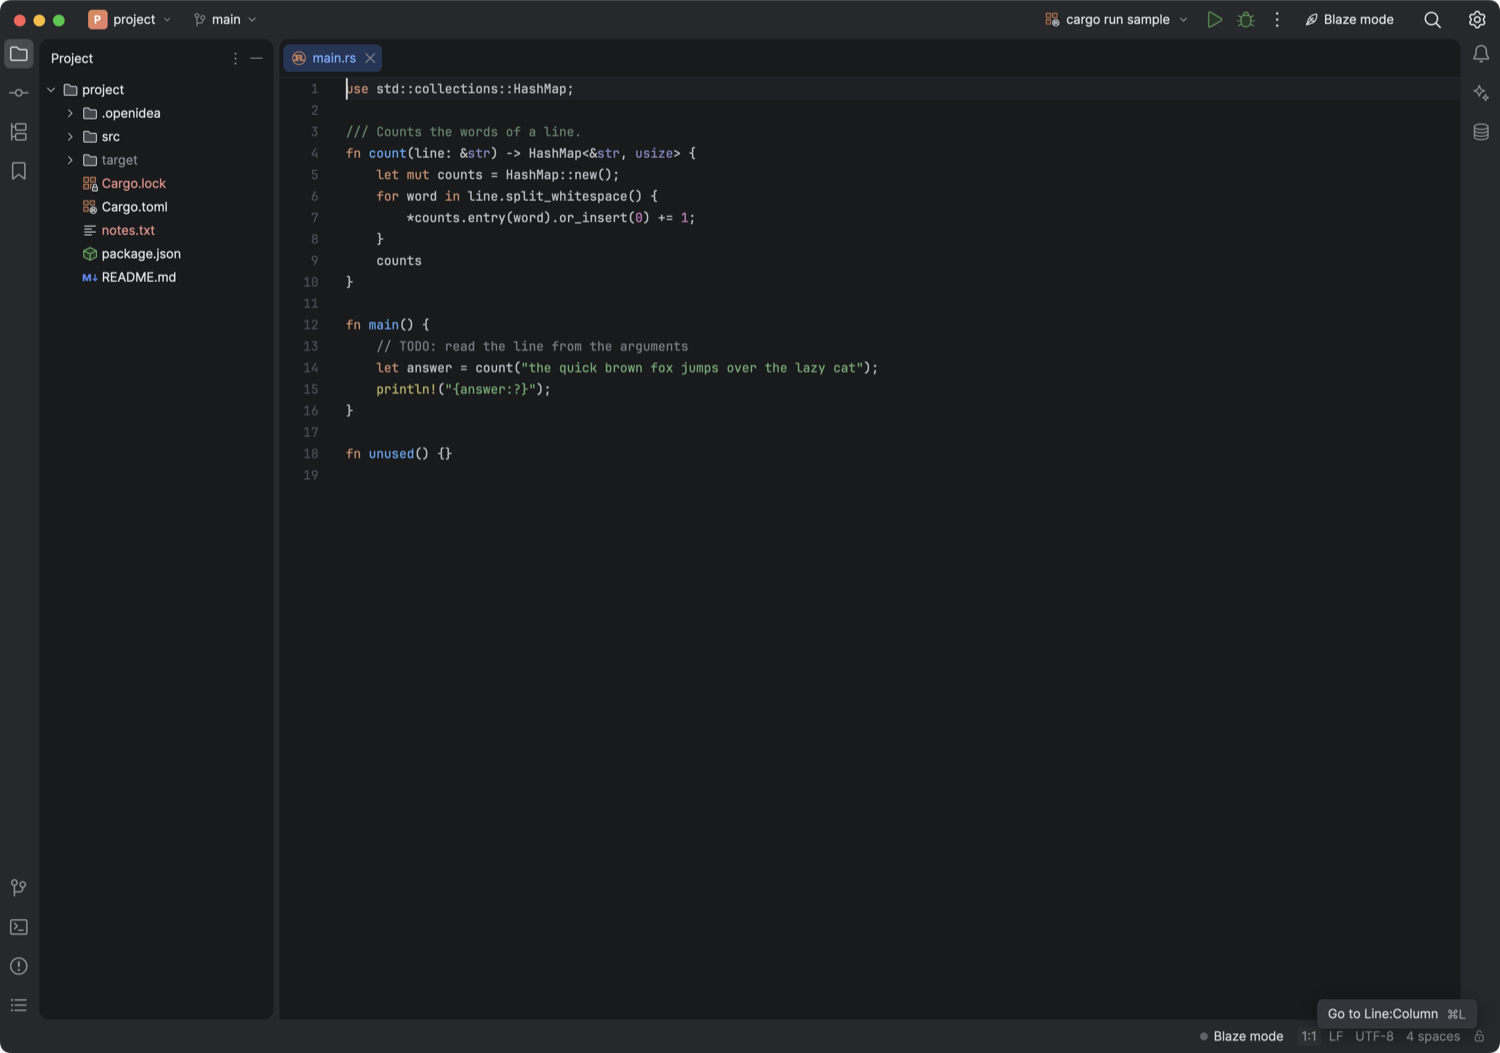 P project main cargo run sample Blaze mode
Project
main.rs
project
.openidea
src
target
Cargo.lock
Cargo.toml
notes.txt
package.json
M↓ README.md
1 use std::collections::HashMap;
2
3 /// Counts the words of a line.
4 fn count(line: &str) -> HashMap<&str, usize> {
5 let mut counts = HashMap::new();
6 for word in line.split_whitespace() {
7 *counts.entry(word).or_insert(0) += 1;
8 }
9 counts
10 }
11
12 fn main() {
13 // TODO: read the line from the arguments
14 let answer = count("the quick brown fox jumps over the lazy cat");
15 println!("{answer:?}");
16 }
17
18 fn unused() {}
19
Go to Line:Column ⌘L
Blaze mode 1:1 LF UTF-8 4 spaces